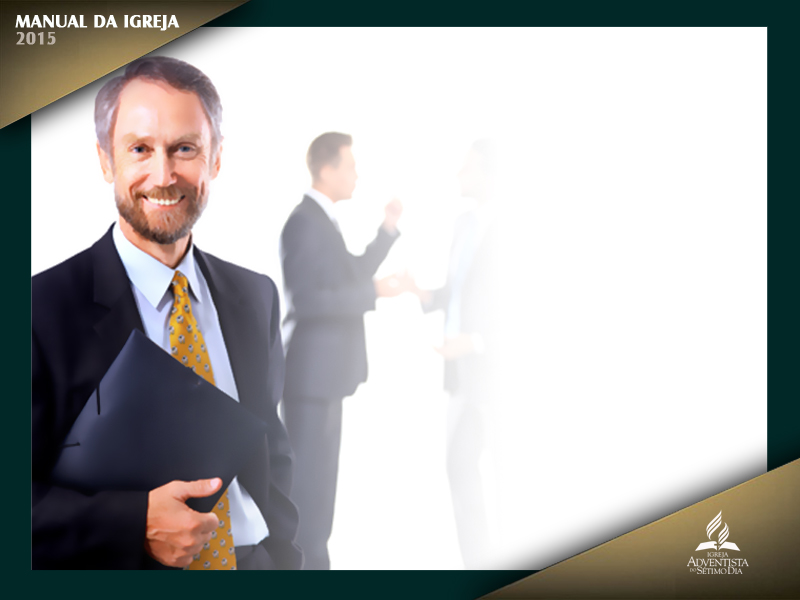 MANUAL DA IGREJA
2015
IGREJA
ADVENTISTA
DO SÉTIMO DIA